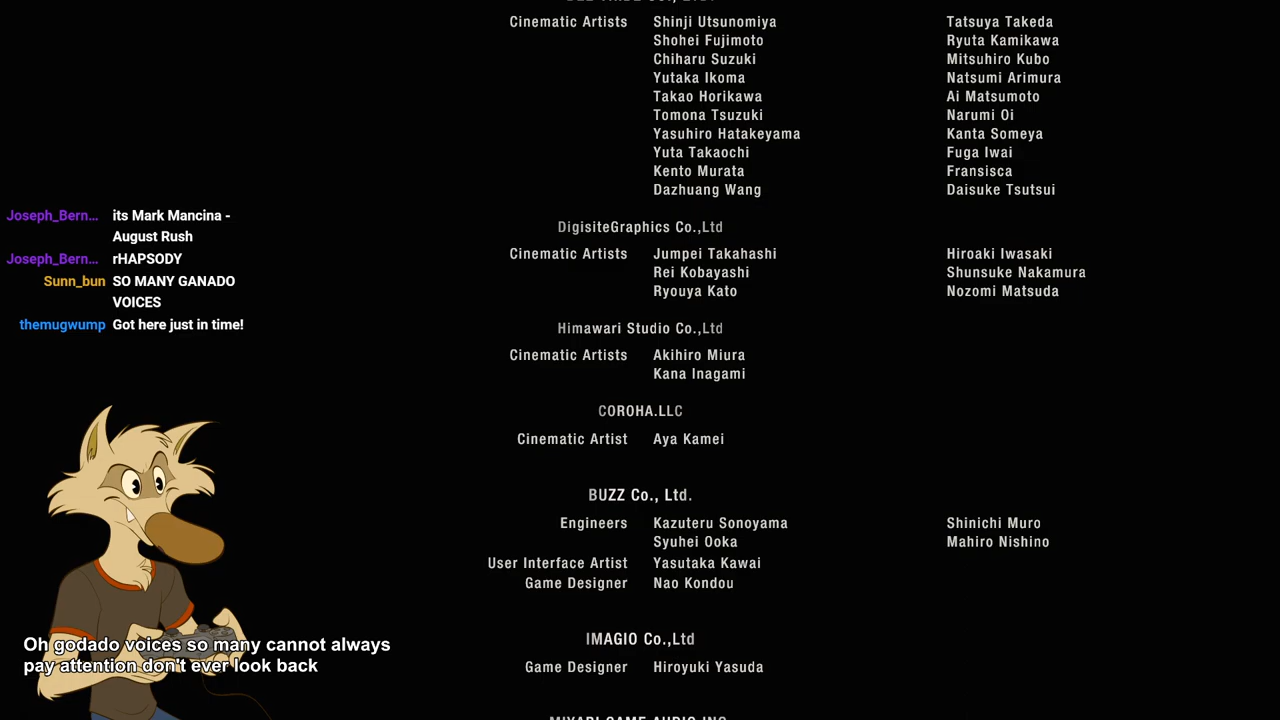 Cinematic Artists Shinji Utsunomiya Tatsuya Takeda
Shohei Fujimoto Ryuta Kamikawa
Chiharu Suzuki Mitsuhiro Kubo
Yutaka Ikoma Natsumi Arimura
Takao Horikawa Ai Matsumoto
Tomona Tsuzuki Narumi Oi
Yasuhiro Hatakeyama Kanta Someya
Yuta Takaochi Fuga Iwai
Kento Murata Fransisca
Dazhuang Wang Daisuke Tsutsui
DigisiteGraphics Co.,Ltd
Cinematic Artists Jumpei Takahashi Hiroaki Iwasaki
Rei Kobayashi Shunsuke Nakamura
Ryouya Kato Nozomi Matsuda
Himawari Studio Co.,Ltd
Cinematic Artists Akihiro Miura
Kana Inagami
COROHA.LLC
Cinematic Artist Aya Kamei
BUZZ Co., Ltd.
Engineers Kazuteru Sonoyama Shinichi Muro
Syuhei Ooka Mahiro Nishino
User Interface Artist Yasutaka Kawai
Game Designer Nao Kondou
IMAGIO Co.,Ltd
Game Designer Hiroyuki Yasuda
MIYABI GAME AUDIO INC
Joseph_Bern... its Mark Mancina -
August Rush
Joseph_Bern... rHAPSODY
Sunn_bun SO MANY GANADO
VOICES
themugwump Got here just in time!
Oh godado voices so many cannot always
pay attention don't ever look back